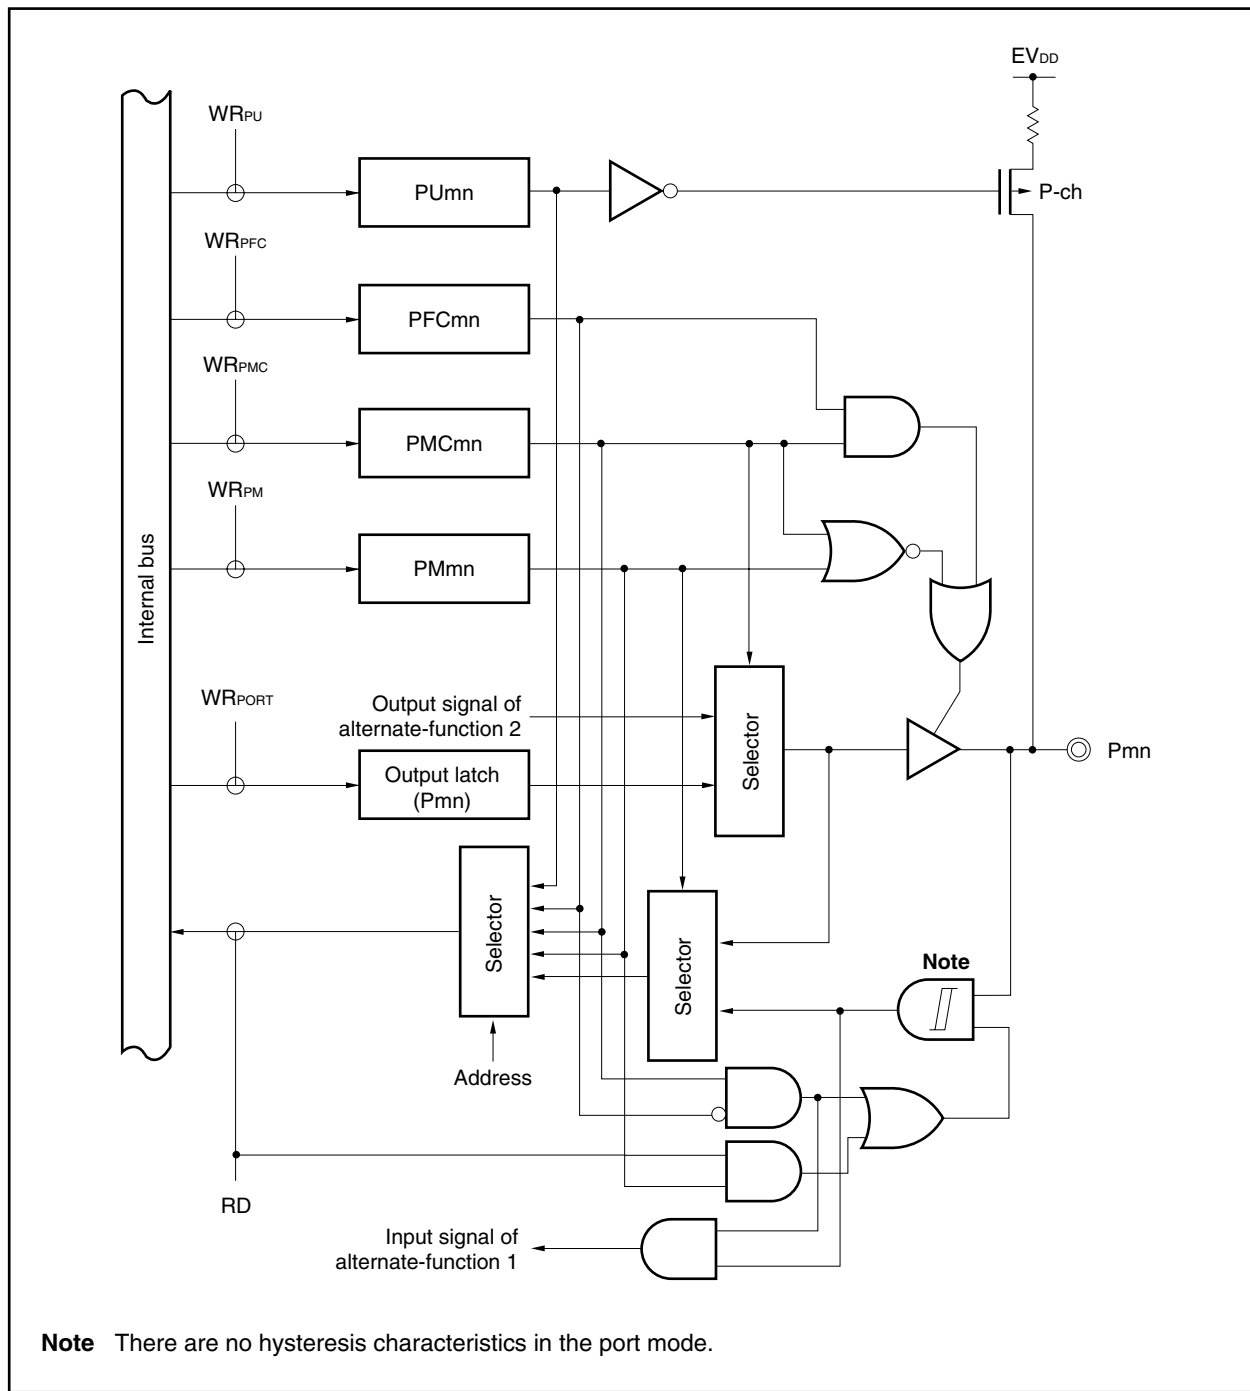 EVDD
WRPU
PUmn
P-ch
WRPFC
PFCmn
WRPMC
PMCmn
WRPM
PMmn
Internal bus
WRPORT
Output signal of
alternate-function 2
Selector
Pmn
Output latch
(Pmn)
Selector
Selector
Note
Address
RD
Input signal of
alternate-function 1
Note There are no hysteresis characteristics in the port mode.